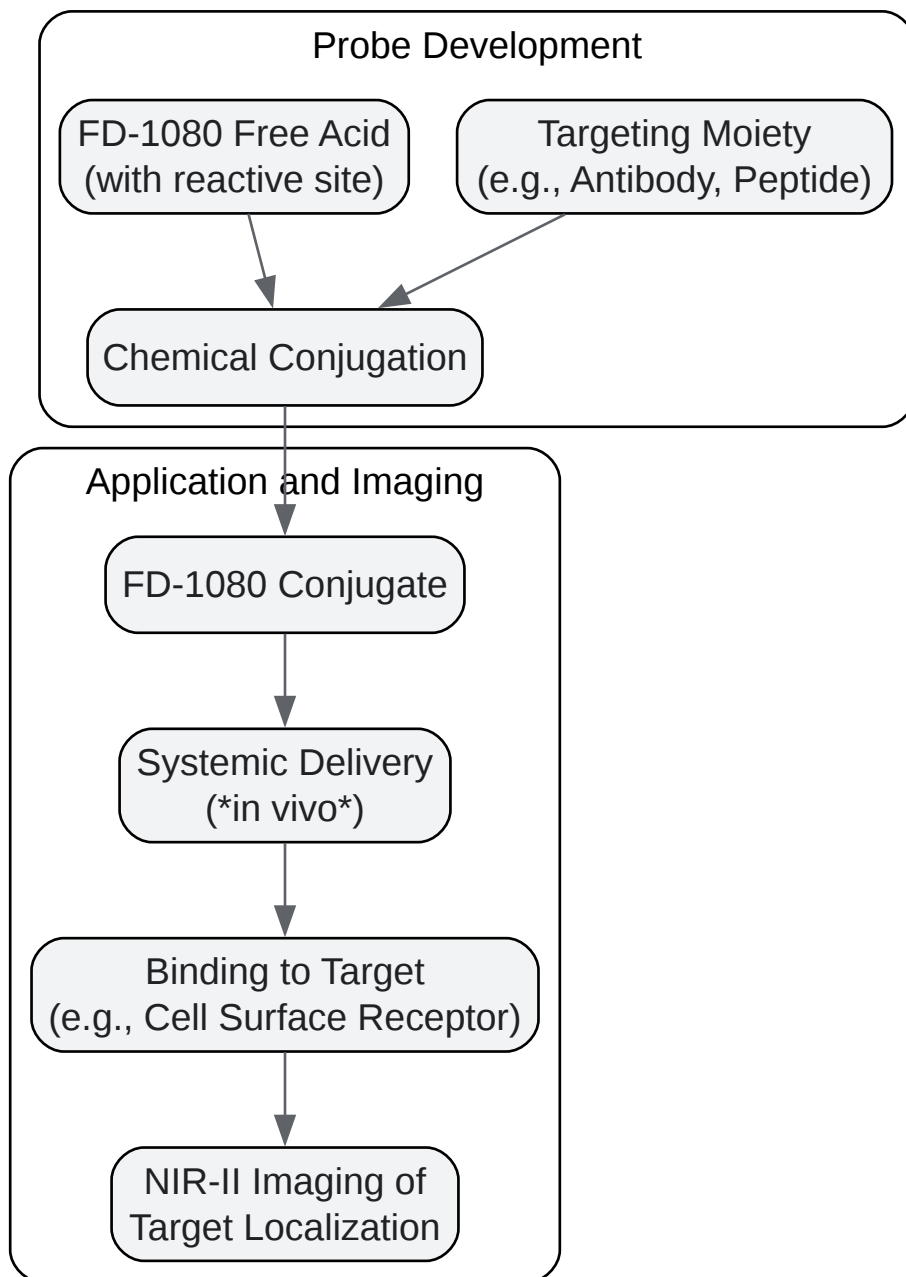 Probe Development
FD-1080 Free Acid
(with reactive site)
Targeting Moiety
(e.g., Antibody, Peptide)
Chemical Conjugation
Application and Imaging
FD-1080 Conjugate
Systemic Delivery
(*in vivo*)
Binding to Target
(e.g., Cell Surface Receptor)
NIR-II Imaging of
Target Localization